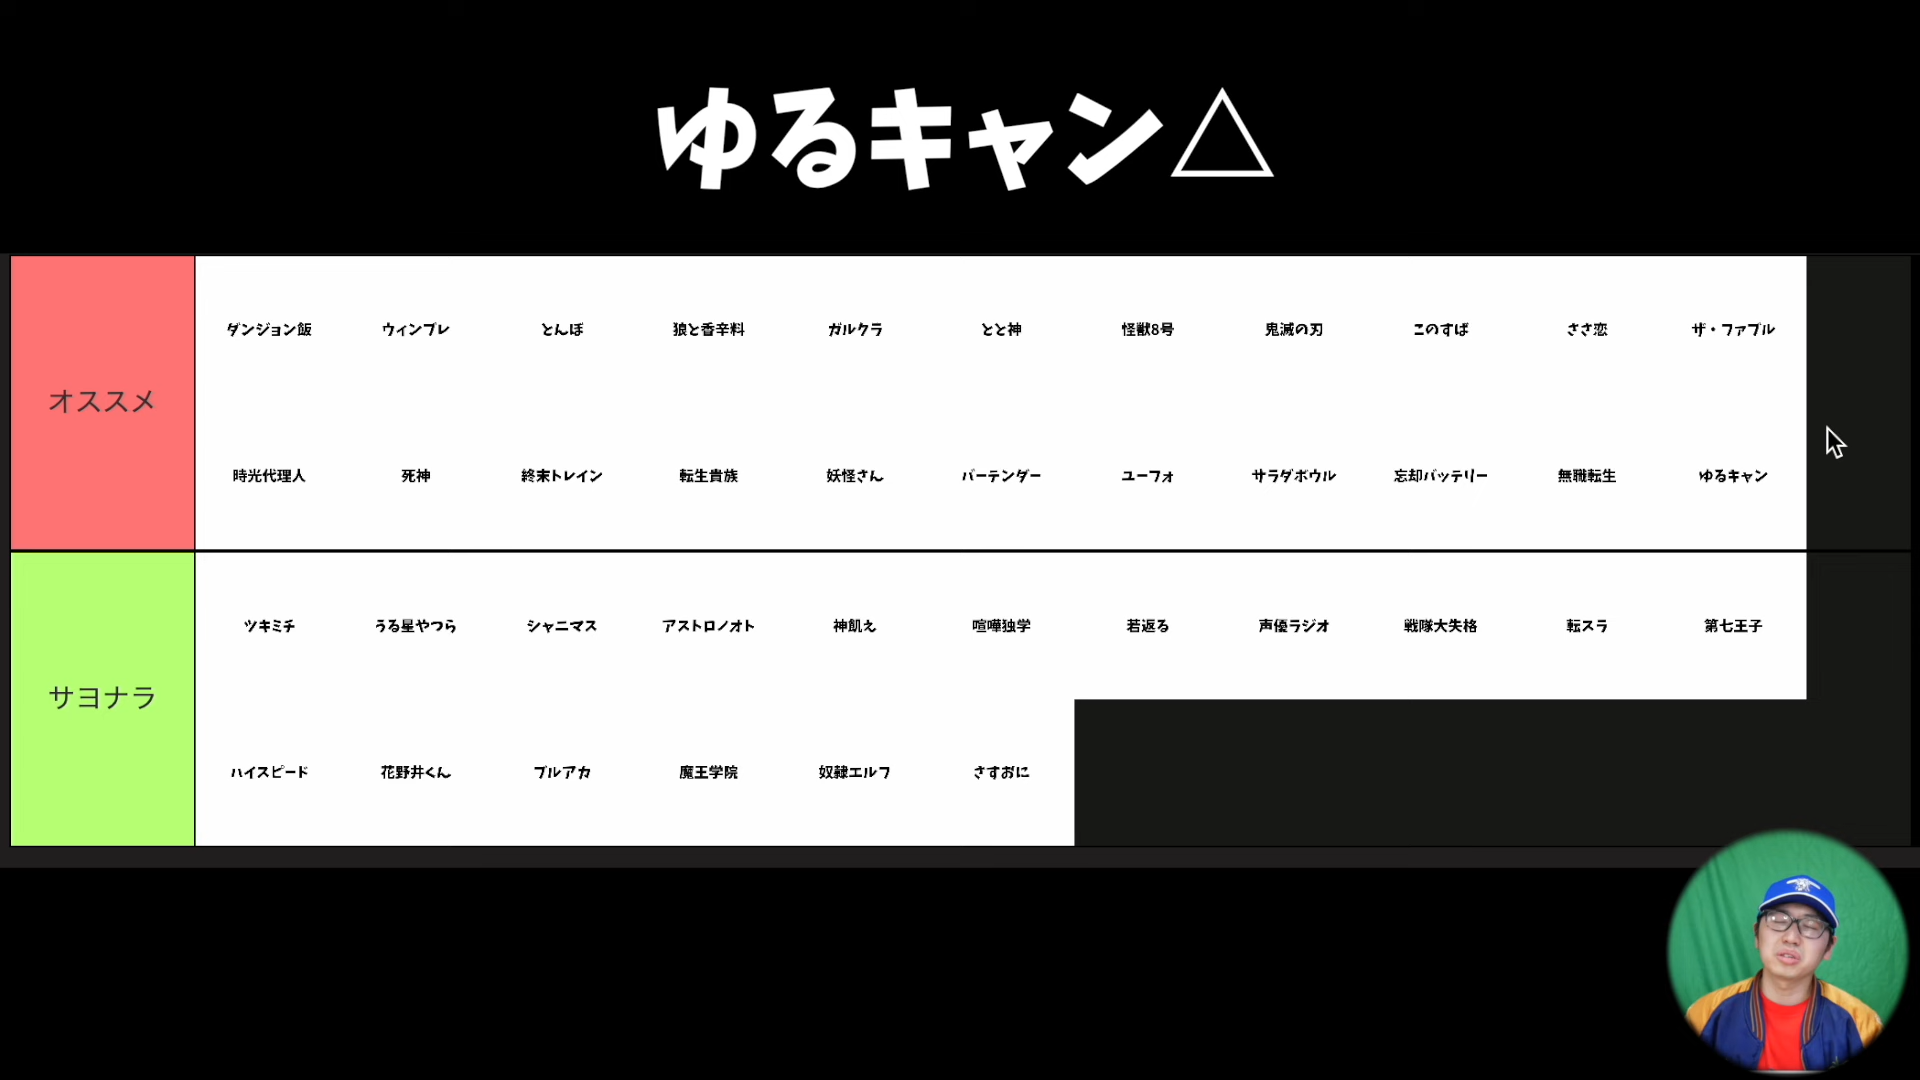 ゆるキャン△
オススメ
ダンジョン飯 ウィンブレ とんぼ 狼と香辛料 ガルクラ とと神 怪獣8号 鬼滅の刃 このすば ささ恋 ザ・ファブル
時光代理人 死神 終末トレイン 転生貴族 妖怪さん バーテンダー ユーフォ サラダボウル 忘却バッテリー 無職転生 ゆるキャン
サヨナラ
ツキミチ うる星やつら シャニマス アストロノオト 神飢え 喧嘩独学 若返る 声優ラジオ 戦隊大失格 転スラ 第七王子
ハイスピード 花野井くん ブルアカ 魔王学院 奴隷エルフ さすおに